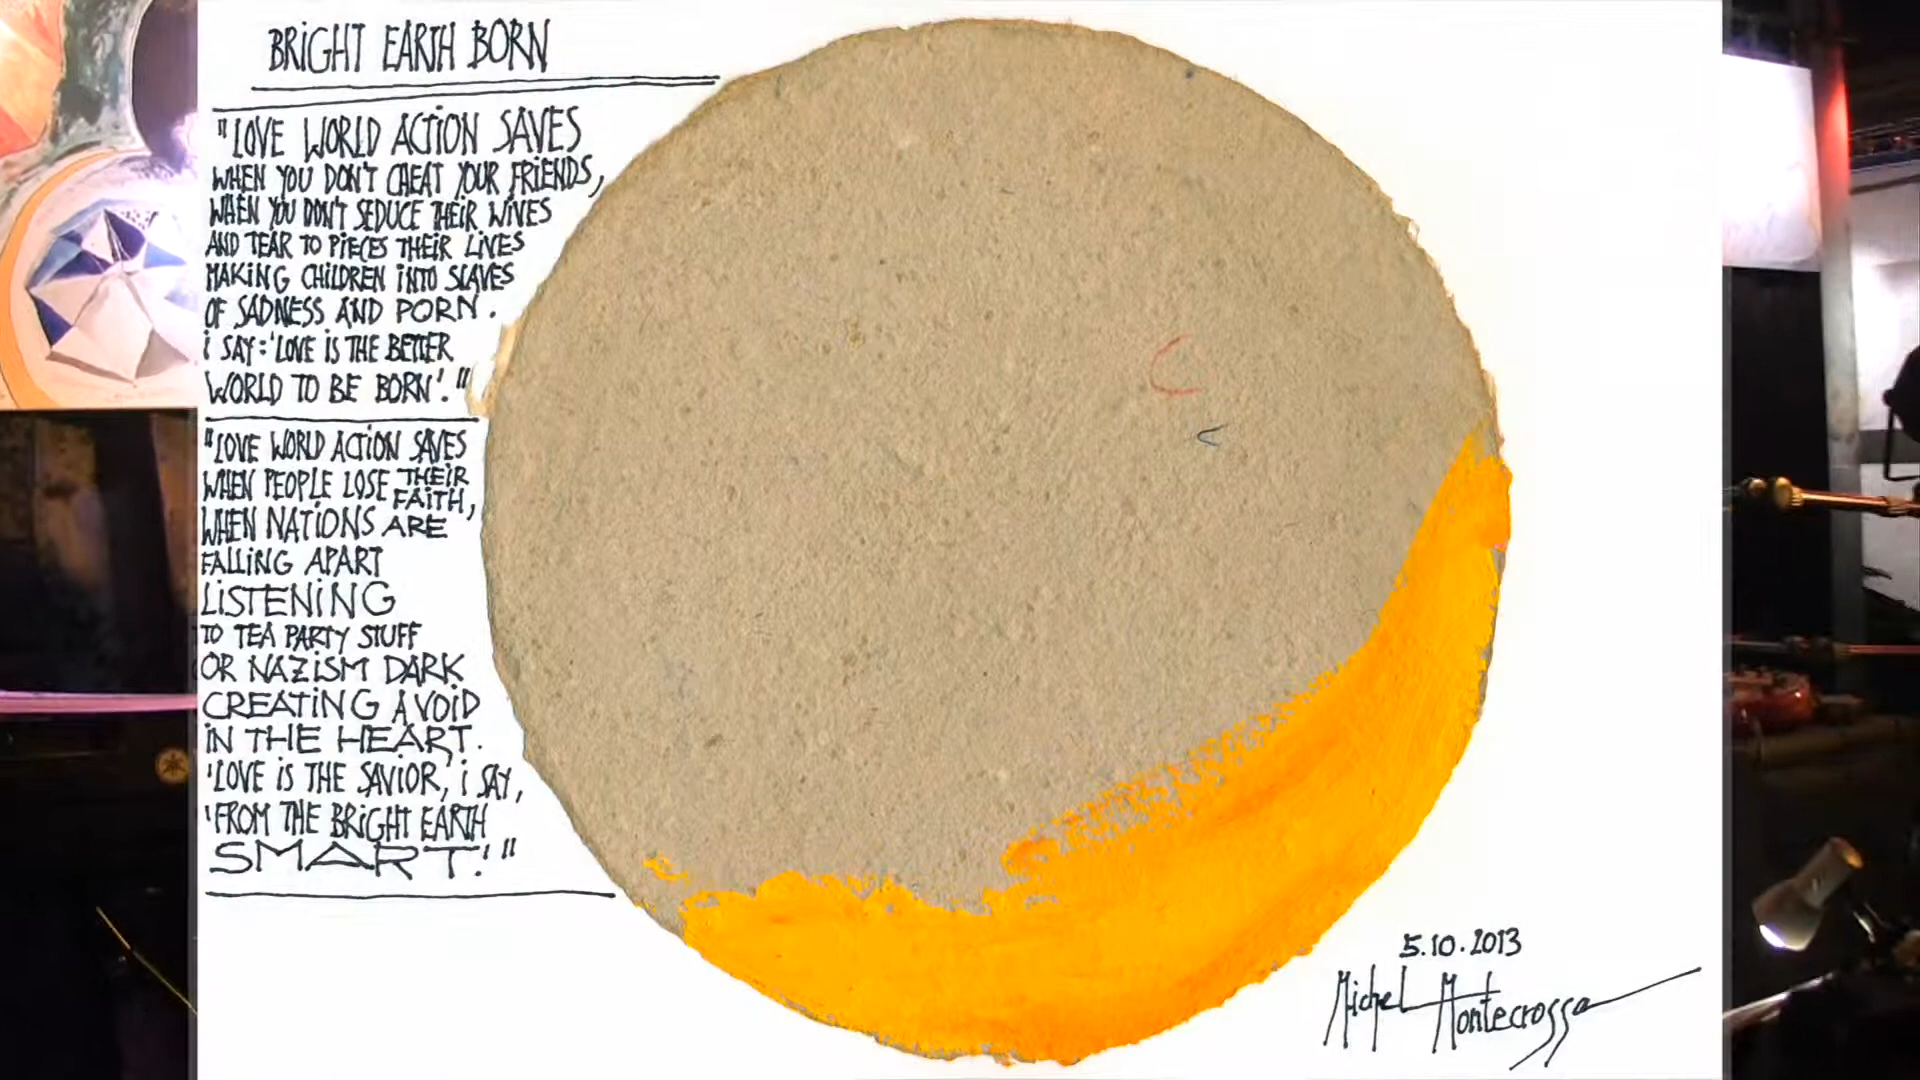 BRiGHT EARTH BORN
"LOVE WORLD ACTION SAVES
WHEN YOU DON'T CHEAT YOUR FRIENDS,
WHEN YOU DON'T SEDUCE THEiR WiVES
AND TEAR TO PiECES THEiR LiVES
MAKiNG CHiLDREN iNTO SLAVES
OF SADNESS AND PORN.
i SAY: 'LOVE iS THE BETTER
WORLD TO BE BORN'."
"LOVE WORLD ACTiON SAVES
WHEN PEOPLE LOSE THEiR
FAiTH,
WHEN NATiONS ARE
FALLiNG APART
LiSTENiNG
TO TEA PARTY STUFF
OR NAZiSM DARK
CREATiNG A VOiD
iN THE HEART.
'LOVE iS THE SAViOR,' i SAY,
'FROM THE BRiGHT EARTH
SMART!'"
5.10.2013
Michel Montecrossa